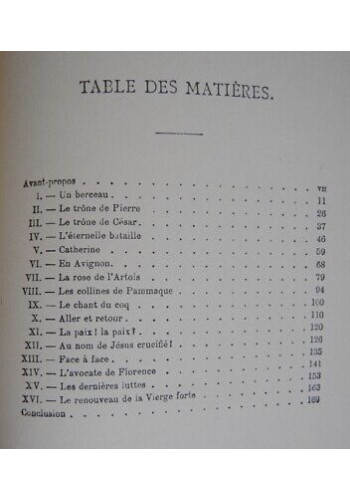 TABLE DES MATIÈRES.
Avant-propos . . . . . . . . . . . . . VII
I. — Un berceau . . . . . . . . . . . 11
II. — Le trône de Pierre . . . . . . . . . 26
III. — Le trône de César . . . . . . . . . 37
IV. — L'éternelle bataille . . . . . . . . . 46
V. — Catherine . . . . . . . . . . . 59
VI. — En Avignon . . . . . . . . . . . 68
VII. — La rose de l'Artois . . . . . . . . . 79
VIII. — Les collines de Pammaque . . . . . . . 94
IX. — Le chant du coq . . . . . . . . . 100
X. — Aller et retour . . . . . . . . . . 110
XI. — La paix! la paix! . . . . . . . . . 120
XII. — Au nom de Jésus crucifié! . . . . . . . 126
XIII. — Face à face . . . . . . . . . . . 135
XIV. — L'avocate de Florence . . . . . . . . 141
XV. — Les dernières luttes . . . . . . . . . 153
XVI. — Le renouveau de la Vierge forte . . . . . 163
Conclusion . . . . . . . . . . . . . 169